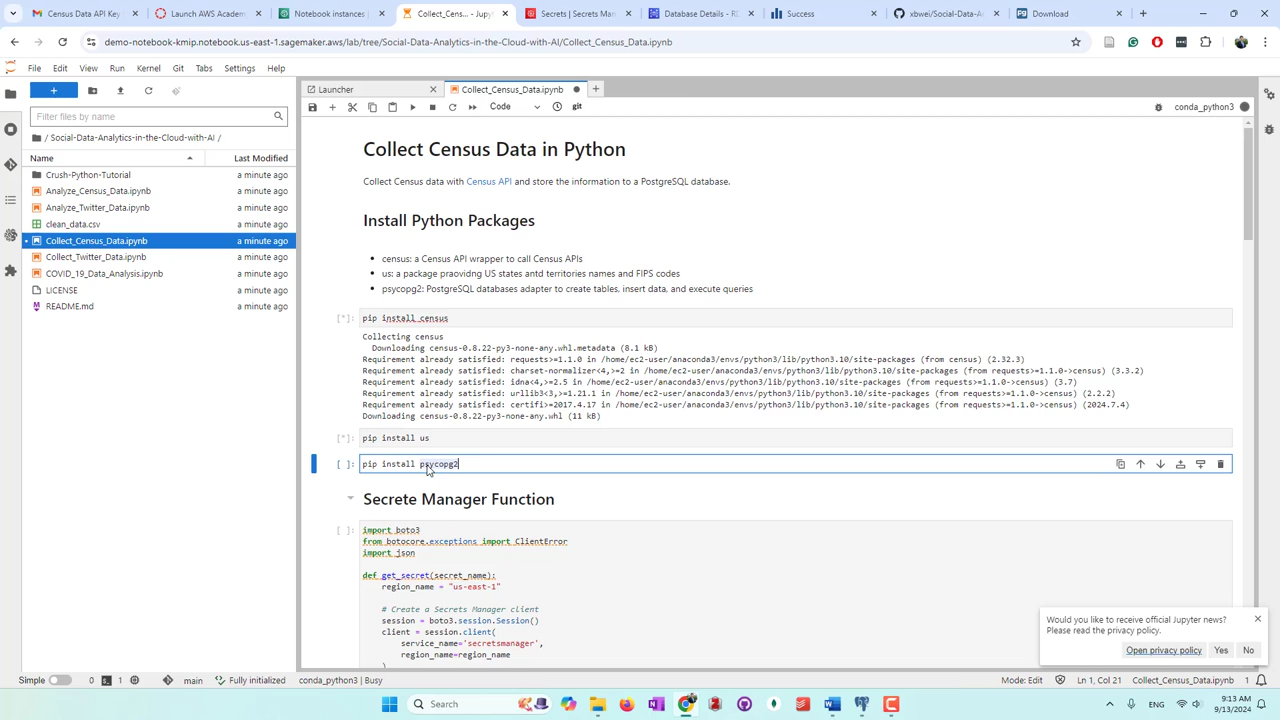 Census Data API Key
Launch AWS Academ
Notebook instances |
Collect_Cens... - Jupyt
Secrets | Secrets Man
Database Details - RE
Success
xbwei/Social-Data-An
Download
demo-notebook-kmip.notebook.us-east-1.sagemaker.aws/lab/tree/Social-Data-Analytics-in-the-Cloud-with-AI/Collect_Census_Data.ipynb
File Edit View Run Kernel Git Tabs Settings Help
Launcher
Collect_Census_Data.ipynb
Code
git
conda_python3
Filter files by name
/ Social-Data-Analytics-in-the-Cloud-with-AI /
Name Last Modified
Crush-Python-Tutorial a minute ago
Analyze_Census_Data.ipynb a minute ago
Analyze_Twitter_Data.ipynb a minute ago
clean_data.csv a minute ago
Collect_Census_Data.ipynb a minute ago
Collect_Twitter_Data.ipynb a minute ago
COVID_19_Data_Analysis.ipynb a minute ago
LICENSE a minute ago
README.md a minute ago
Collect Census Data in Python
Collect Census data with Census API and store the information to a PostgreSQL database.
Install Python Packages
census: a Census API wrapper to call Census APIs
us: a package praovidng US states antd territories names and FIPS codes
psycopg2: PostgreSQL databases adapter to create tables, insert data, and execute queries
[*]: pip install census
Collecting census
Downloading census-0.8.22-py3-none-any.whl.metadata (8.1 kB)
Requirement already satisfied: requests>=1.1.0 in /home/ec2-user/anaconda3/envs/python3/lib/python3.10/site-packages (from census) (2.32.3)
Requirement already satisfied: charset-normalizer<4,>=2 in /home/ec2-user/anaconda3/envs/python3/lib/python3.10/site-packages (from requests>=1.1.0->census) (3.3.2)
Requirement already satisfied: idna<4,>=2.5 in /home/ec2-user/anaconda3/envs/python3/lib/python3.10/site-packages (from requests>=1.1.0->census) (3.7)
Requirement already satisfied: urllib3<3,>=1.21.1 in /home/ec2-user/anaconda3/envs/python3/lib/python3.10/site-packages (from requests>=1.1.0->census) (2.2.2)
Requirement already satisfied: certifi>=2017.4.17 in /home/ec2-user/anaconda3/envs/python3/lib/python3.10/site-packages (from requests>=1.1.0->census) (2024.7.4)
Downloading census-0.8.22-py3-none-any.whl (11 kB)
[*]: pip install us
[ ]: pip install psycopg2
Secrete Manager Function
[ ]: import boto3
from botocore.exceptions import ClientError
import json
def get_secret(secret_name):
region_name = "us-east-1"
# Create a Secrets Manager client
session = boto3.session.Session()
client = session.client(
service_name='secretsmanager',
region_name=region_name
)
Would you like to receive official Jupyter news?
Please read the privacy policy.
Open privacy policy Yes No
Simple 0 1 main Fully initialized conda_python3 | Busy
Mode: Edit Ln 1, Col 21 Collect_Census_Data.ipynb 1
Search
ENG
9:13 AM
9/13/2024